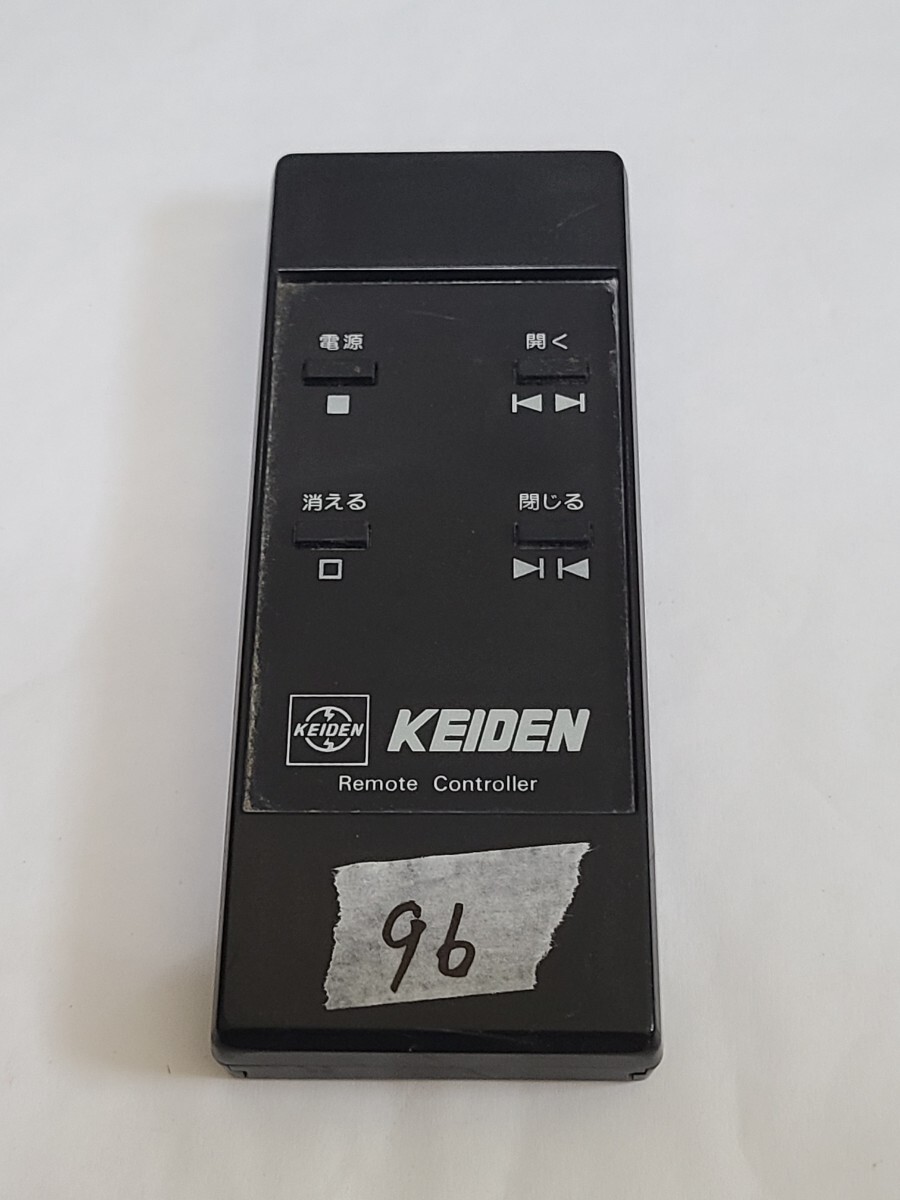 電源
開く
消える
閉じる
KEIDEN
KEIDEN
Remote Controller
96